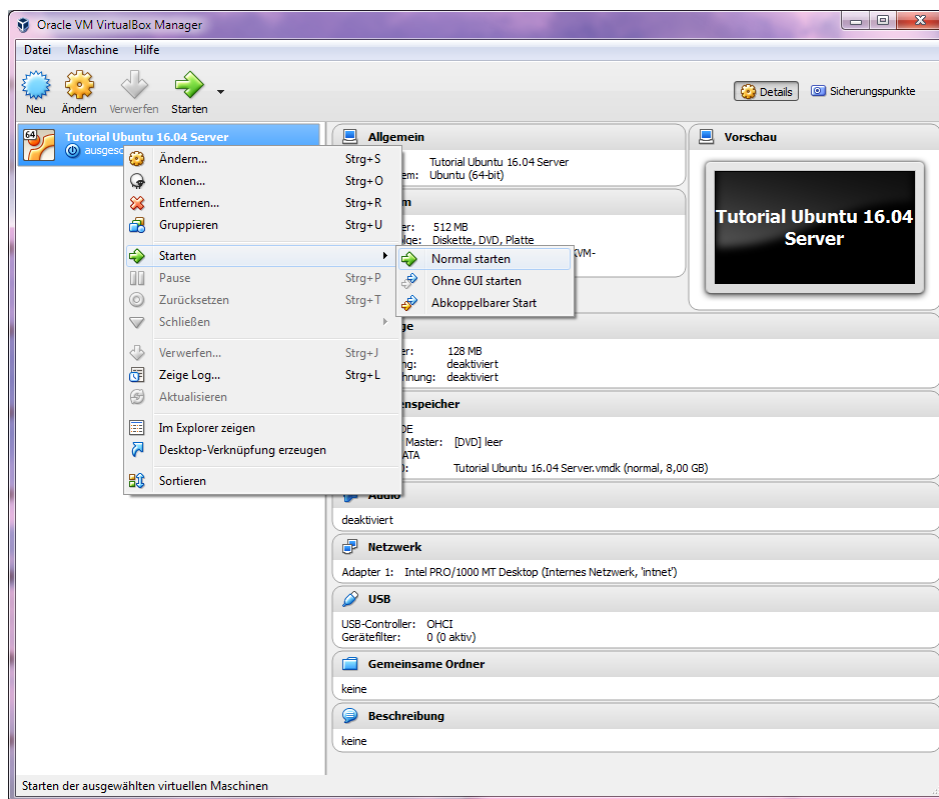 Oracle VM VirtualBox Manager
Datei Maschine Hilfe
Neu Ändern Verwerfen Starten
Details Sicherungspunkte
64
Tutorial Ubuntu 16.04 Server
Ändern... Strg+S
Klonen... Strg+O
Entfernen... Strg+R
Gruppieren Strg+U
Starten
Pause Strg+P
Zurücksetzen Strg+T
Schließen
Verwerfen... Strg+J
Zeige Log... Strg+L
Aktualisieren
Im Explorer zeigen
Desktop-Verknüpfung erzeugen
Sortieren
Normal starten
Ohne GUI starten
Abkoppelbarer Start
Allgemein
Tutorial Ubuntu 16.04 Server
Ubuntu (64-bit)
512 MB
Diskette, DVD, Platte
128 MB
deaktiviert
deaktiviert
Master: [DVD] leer
Tutorial Ubuntu 16.04 Server.vmdk (normal, 8,00 GB)
Audio
deaktiviert
Netzwerk
Adapter 1: Intel PRO/1000 MT Desktop (Internes Netzwerk, 'intnet')
USB
USB-Controller: OHCI
Gerätefilter: 0 (0 aktiv)
Gemeinsame Ordner
keine
Beschreibung
keine
Vorschau
Tutorial Ubuntu 16.04
Server
Starten der ausgewählten virtuellen Maschinen